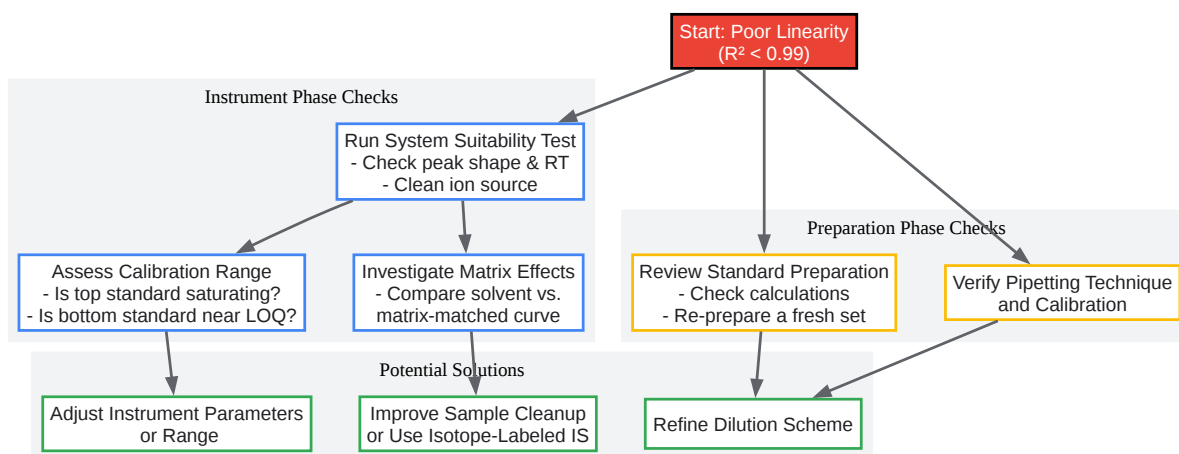 Start: Poor Linearity
(R² < 0.99)
Instrument Phase Checks
Run System Suitability Test
- Check peak shape & RT
- Clean ion source
Preparation Phase Checks
Assess Calibration Range
- Is top standard saturating?
- Is bottom standard near LOQ?
Investigate Matrix Effects
- Compare solvent vs.
matrix-matched curve
Review Standard Preparation
- Check calculations
- Re-prepare a fresh set
Verify Pipetting Technique
and Calibration
Potential Solutions
Adjust Instrument Parameters
or Range
Improve Sample Cleanup
or Use Isotope-Labeled IS
Refine Dilution Scheme